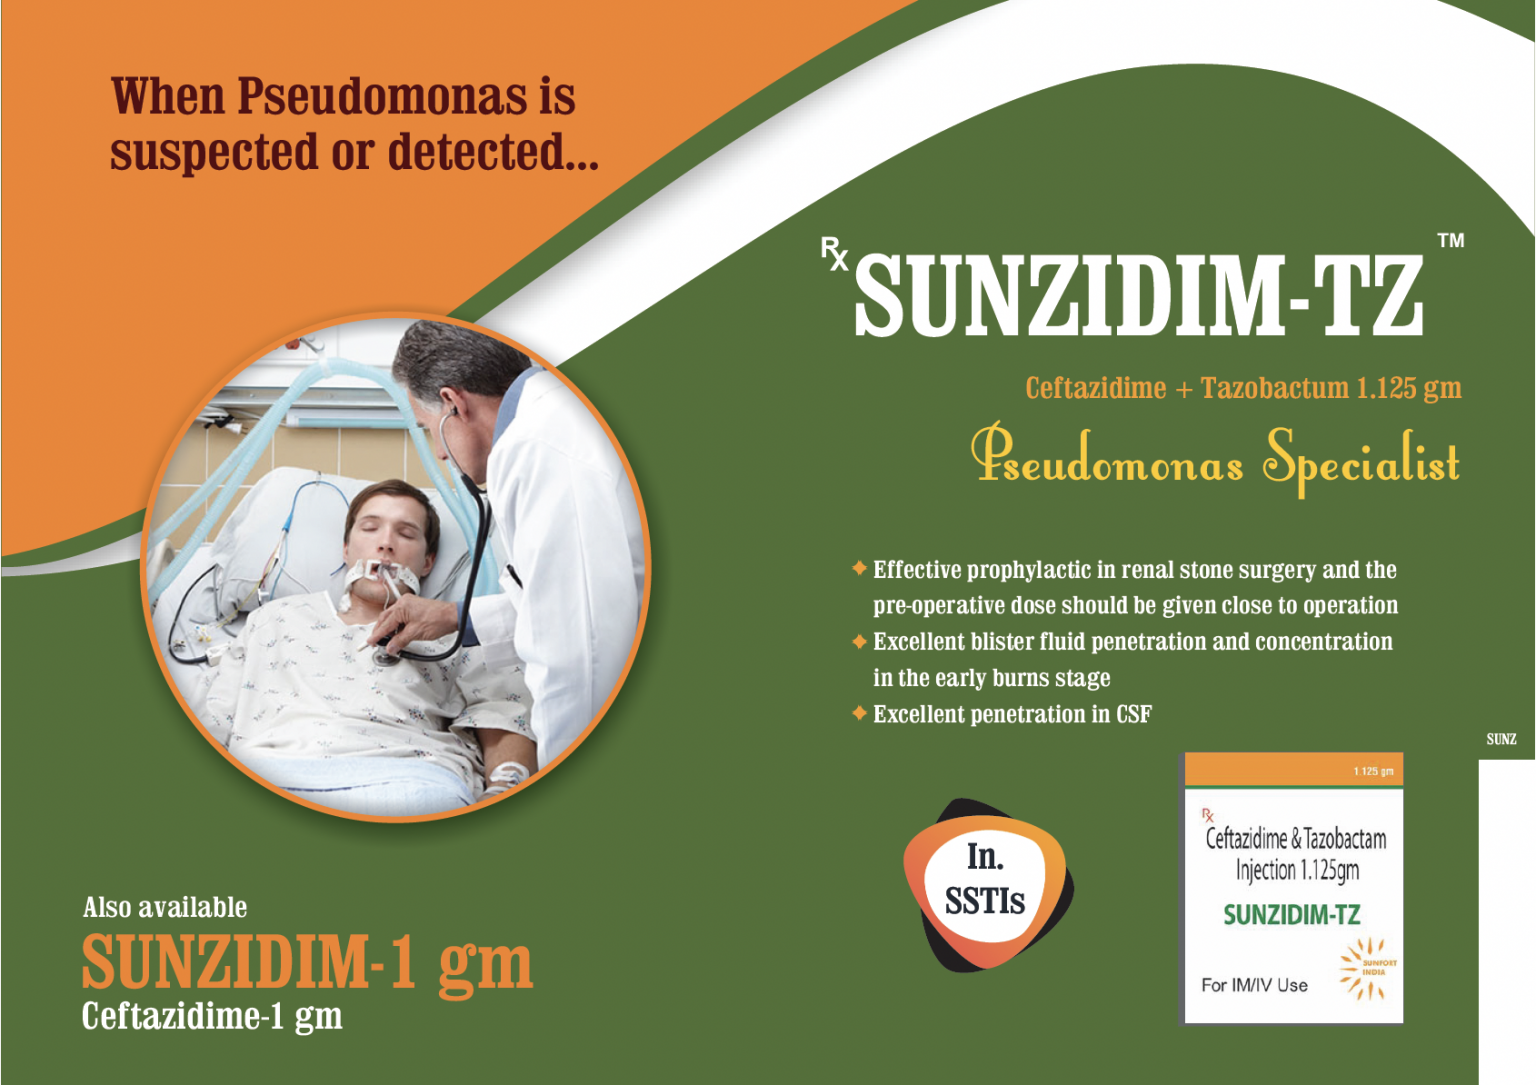 When Pseudomonas is
suspected or detected...
Rx SUNZIDIM-TZ ™
Ceftazidime + Tazobactum 1.125 gm
Pseudomonas Specialist
Effective prophylactic in renal stone surgery and the
pre-operative dose should be given close to operation
Excellent blister fluid penetration and concentration
in the early burns stage
Excellent penetration in CSF
SUNZ
In.
SSTIs
1.125 gm
Rx
Ceftazidime & Tazobactam
Injection 1.125gm
SUNZIDIM-TZ
SUNFORT
INDIA
For IM/IV Use
Also available
SUNZIDIM-1 gm
Ceftazidime-1 gm